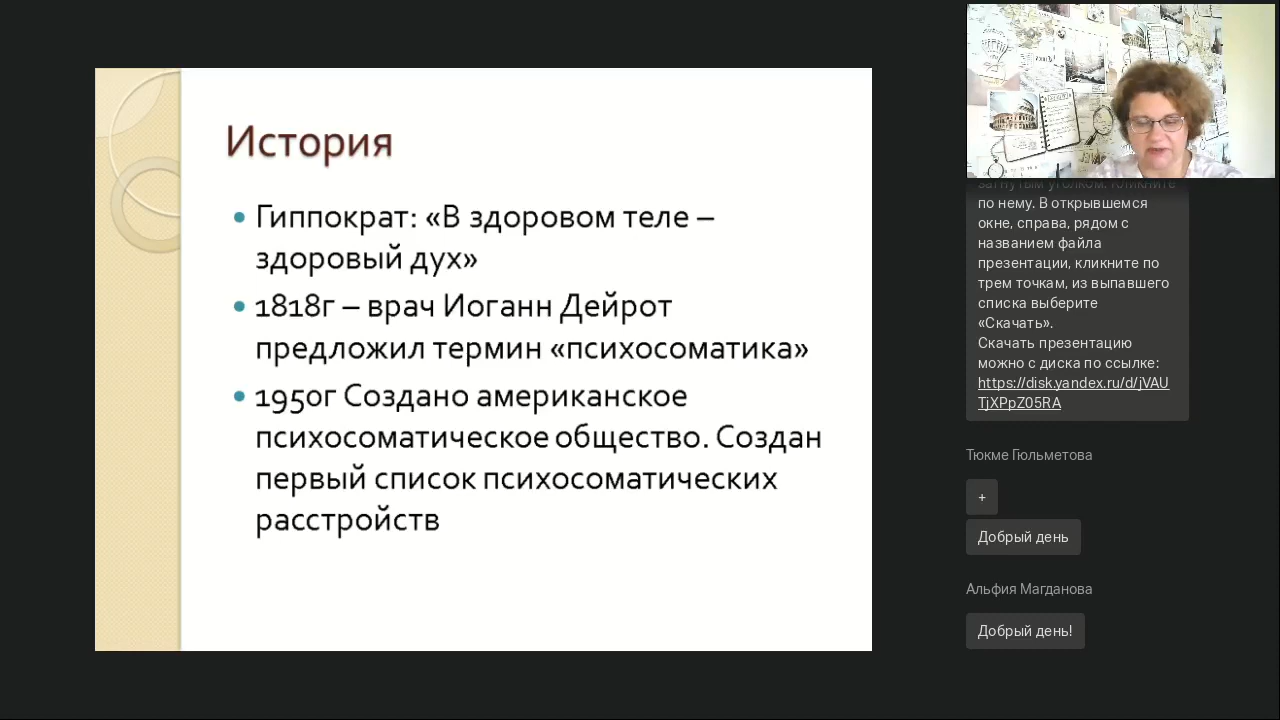 История
Гиппократ: «В здоровом теле –
здоровый дух»
1818г – врач Иоганн Дейрот
предложил термин «психосоматика»
1950г Создано американское
психосоматическое общество. Создан
первый список психосоматических
расстройств
загнутым уголком. Кликните
по нему. В открывшемся
окне, справа, рядом с
названием файла
презентации, кликните по
трем точкам, из выпавшего
списка выберите
«Скачать».
Скачать презентацию
можно с диска по ссылке:
https://disk.yandex.ru/d/jVAU
TjXPpZ05RA
Тюкме Гюльметова
+
Добрый день
Альфия Магданова
Добрый день!